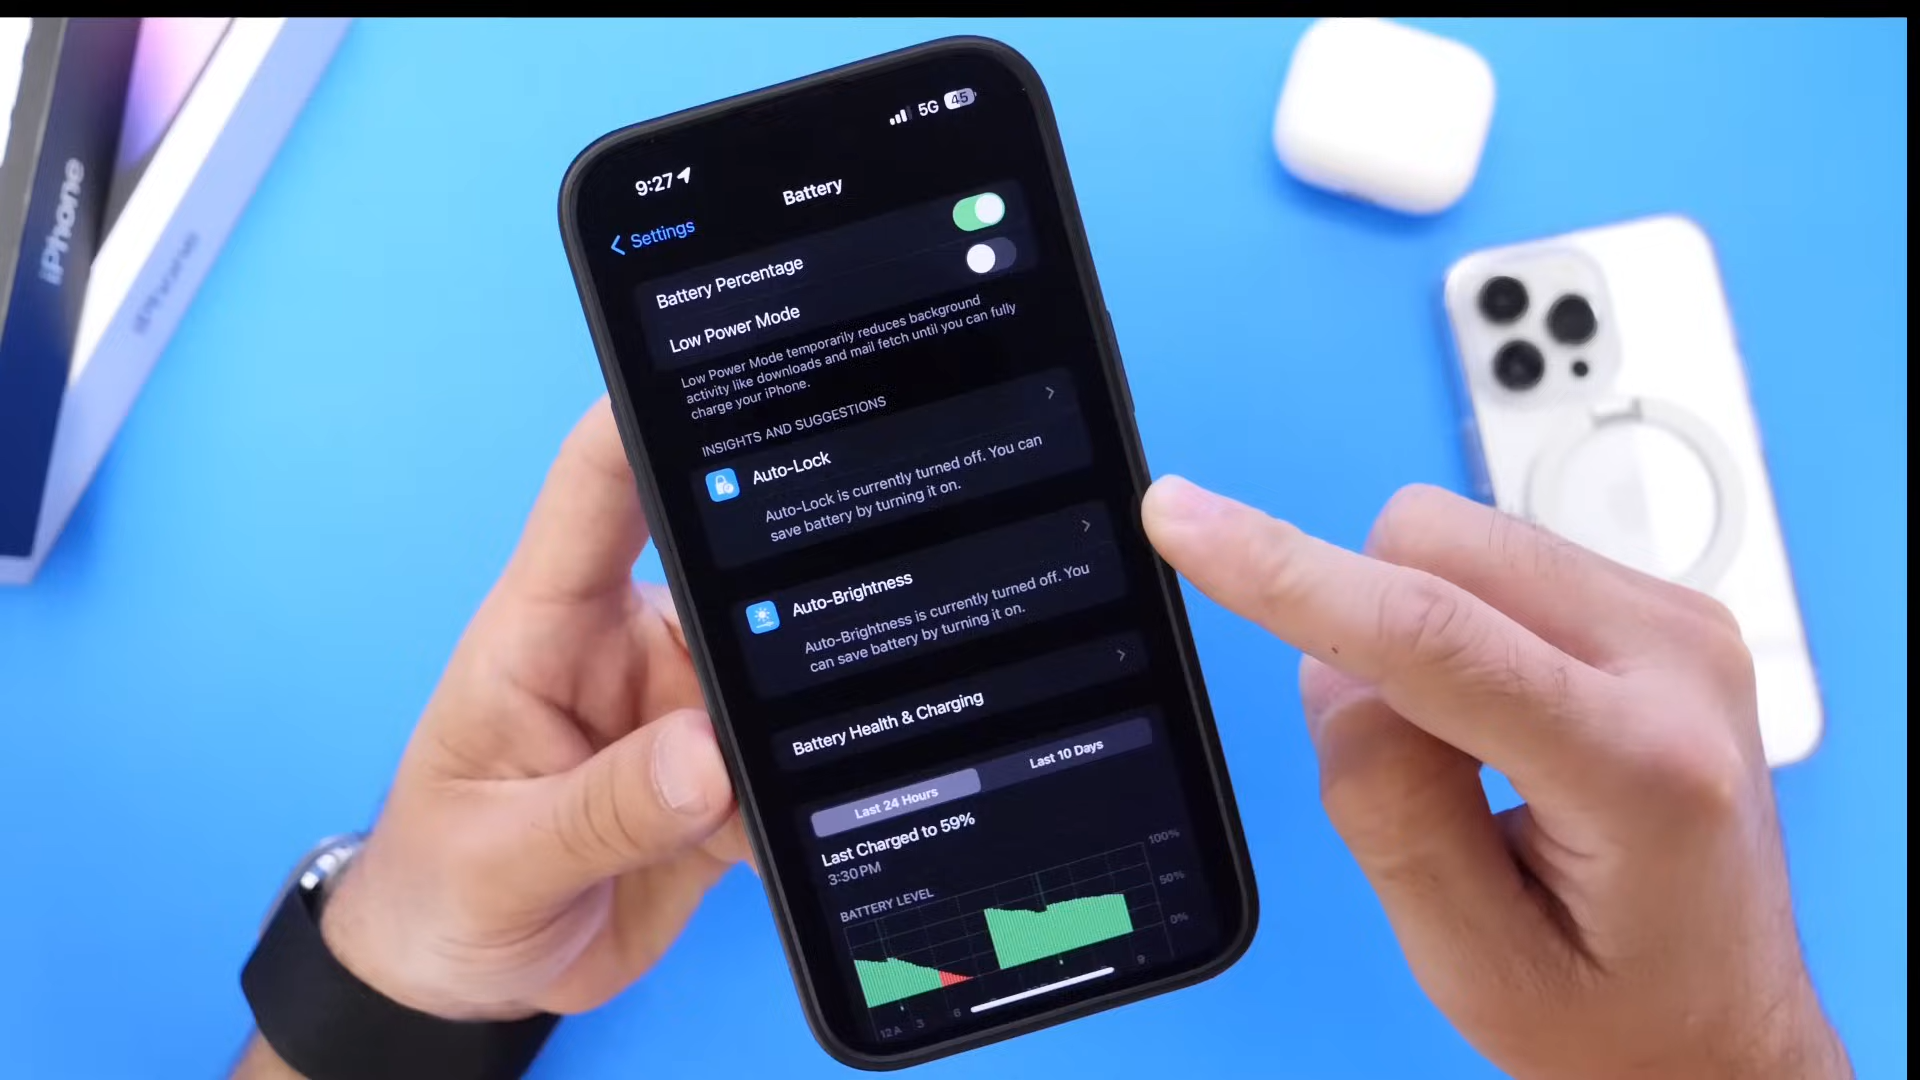 iPhone
iPhone
9:27
5G 45
Settings
Battery
Battery Percentage
Low Power Mode
Low Power Mode temporarily reduces background
activity like downloads and mail fetch until you can fully
charge your iPhone.
INSIGHTS AND SUGGESTIONS
Auto-Lock
Auto-Lock is currently turned off. You can
save battery by turning it on.
Auto-Brightness
Auto-Brightness is currently turned off. You
can save battery by turning it on.
Battery Health & Charging
Last 24 Hours
Last 10 Days
Last Charged to 59%
3:30 PM
BATTERY LEVEL
100%
50%
0%
12 A 3 6 9